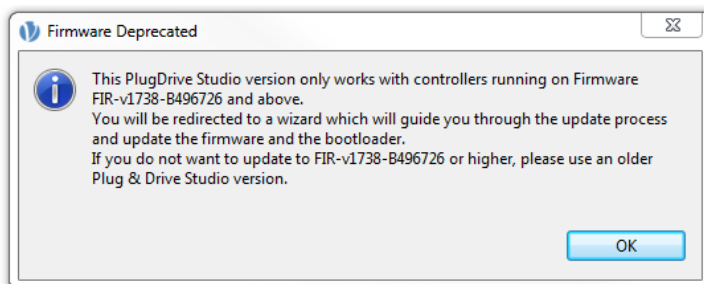 Firmware Deprecated
This PlugDrive Studio version only works with controllers running on Firmware
FIR-v1738-B496726 and above.
You will be redirected to a wizard which will guide you through the update process
and update the firmware and the bootloader.
If you do not want to update to FIR-v1738-B496726 or higher, please use an older
Plug & Drive Studio version.
OK